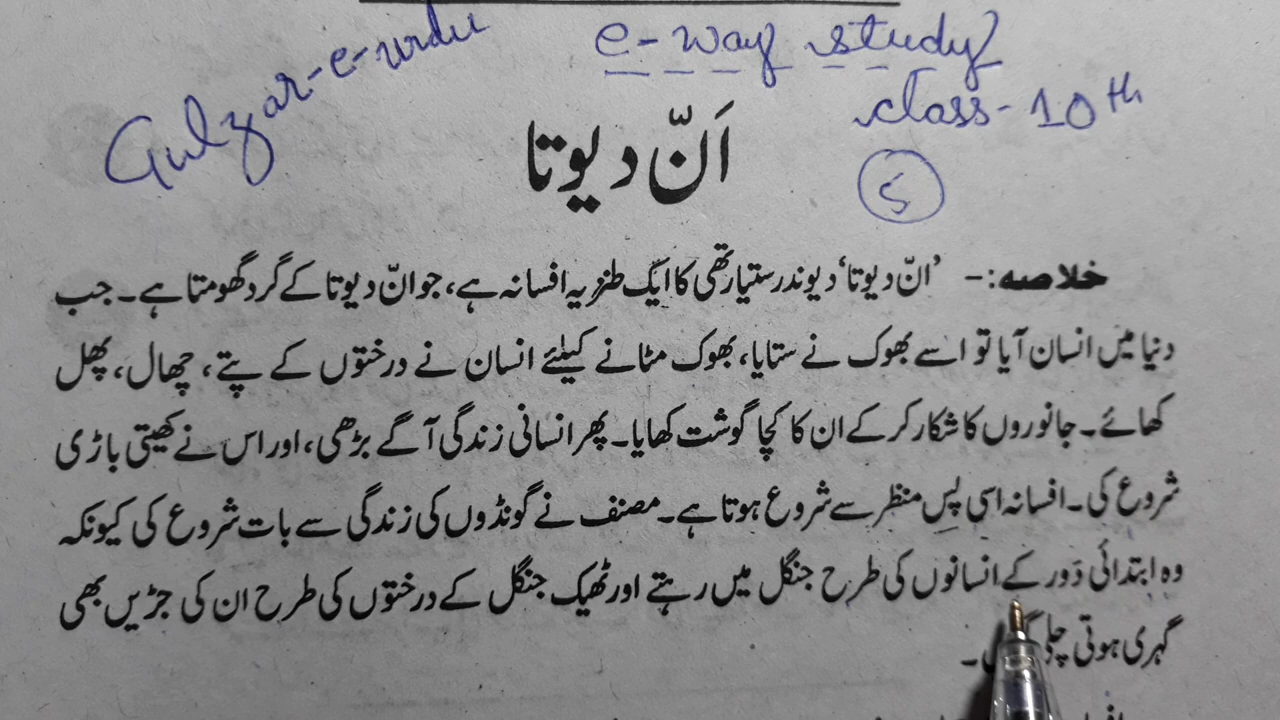 Gulzar-e-urdu
e-way study
class-10th
5
اَنّ دیوتا
خلاصہ:- ’انّ دیوتا‘ دیوندر ستیارتھی کا ایک طنزیہ افسانہ ہے، جو انّ دیوتا کے گرد گھومتا ہے۔ جب
دنیا میں انسان آیا تو اسے بھوک نے ستایا، بھوک مٹانے کیلئے انسان نے درختوں کے پتے، چھال، پھل
کھائے۔ جانوروں کا شکار کرکے ان کا کچا گوشت کھایا۔ پھر انسانی زندگی آگے بڑھی، اور اس نے کھیتی باڑی
شروع کی۔ افسانہ اسی پس منظر سے شروع ہوتا ہے۔ مصنف نے گونڈوں کی زندگی سے بات شروع کی کیونکہ
وہ ابتدائی دَور کے انسانوں کی طرح جنگل میں رہتے اور ٹھیک جنگل کے درختوں کی طرح ان کی جڑیں بھی
گہری ہوتی چلی